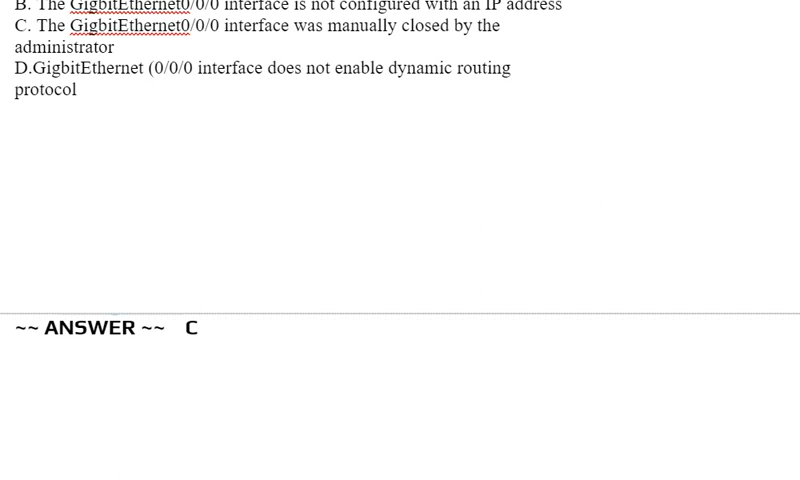 B. The GigbitEthernet0/0/0 interface is not configured with an IP address
C. The GigbitEthernet0/0/0 interface was manually closed by the
administrator
D.GigbitEthernet (0/0/0 interface does not enable dynamic routing
protocol
~~ ANSWER ~~ C